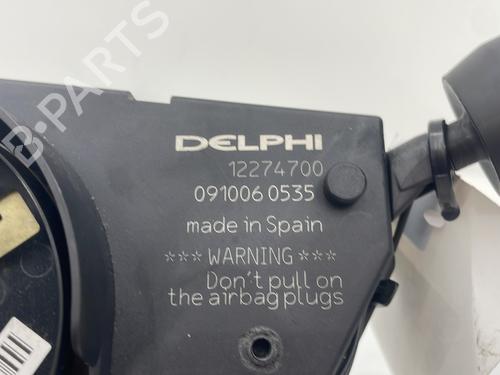 B-PARTS
DELPHI
12274700
091006 0535
made in Spain
*** WARNING ***
Don't pull on
the airbag plugs